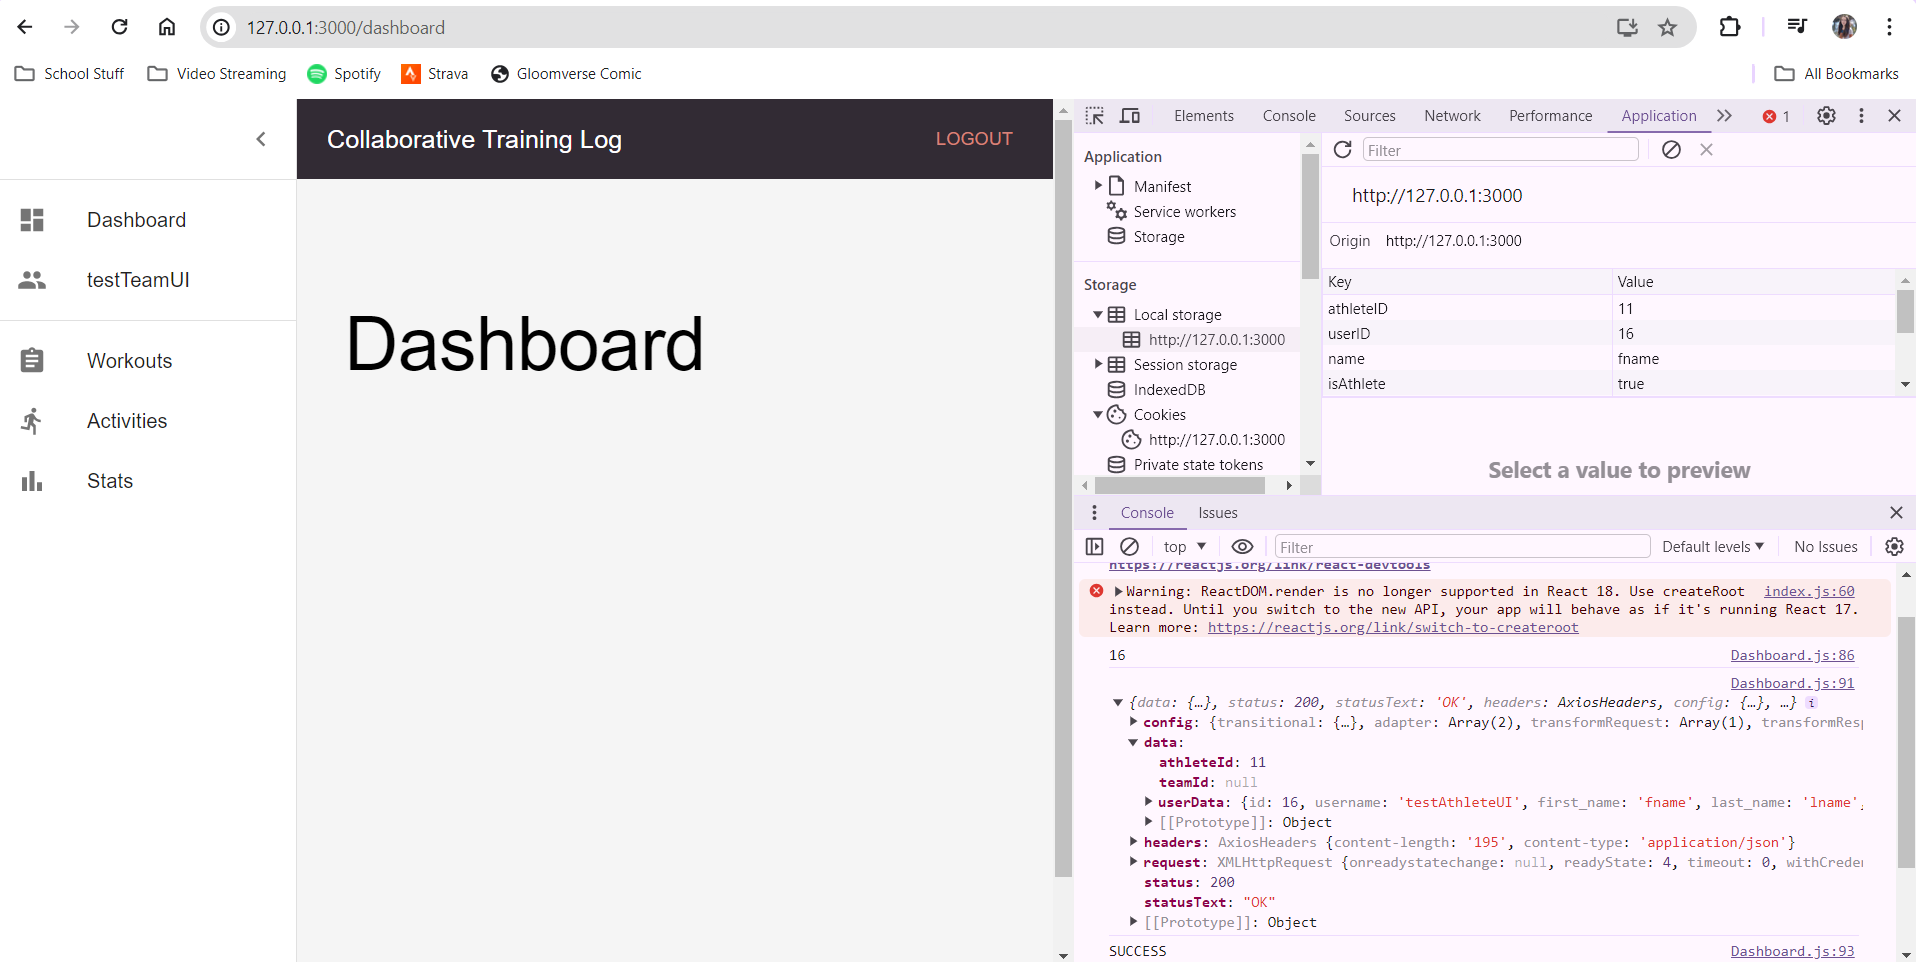 127.0.0.1:3000/dashboard
School Stuff
Video Streaming
Spotify
Strava
Gloomverse Comic
All Bookmarks
Collaborative Training Log
LOGOUT
Dashboard
testTeamUI
Workouts
Activities
Stats
Dashboard
Elements
Console
Sources
Network
Performance
Application
1
Application
Manifest
Service workers
Storage
Storage
Local storage
http://127.0.0.1:3000
Session storage
IndexedDB
Cookies
http://127.0.0.1:3000
Private state tokens
Filter
http://127.0.0.1:3000
Origin http://127.0.0.1:3000
Key Value
athleteID 11
userID 16
name fname
isAthlete true
Select a value to preview
Console
Issues
top
Filter
Default levels
No Issues
https://reactjs.org/link/react-devtools
Warning: ReactDOM.render is no longer supported in React 18. Use createRoot index.js:60
instead. Until you switch to the new API, your app will behave as if it's running React 17.
Learn more: https://reactjs.org/link/switch-to-createroot
16 Dashboard.js:86
Dashboard.js:91
{data: {…}, status: 200, statusText: 'OK', headers: AxiosHeaders, config: {…}, …} i
config: {transitional: {…}, adapter: Array(2), transformRequest: Array(1), transformResp
data:
athleteId: 11
teamId: null
userData: {id: 16, username: 'testAthleteUI', first_name: 'fname', last_name: 'lname',
[[Prototype]]: Object
headers: AxiosHeaders {content-length: '195', content-type: 'application/json'}
request: XMLHttpRequest {onreadystatechange: null, readyState: 4, timeout: 0, withCreden
status: 200
statusText: "OK"
[[Prototype]]: Object
SUCCESS Dashboard.js:93